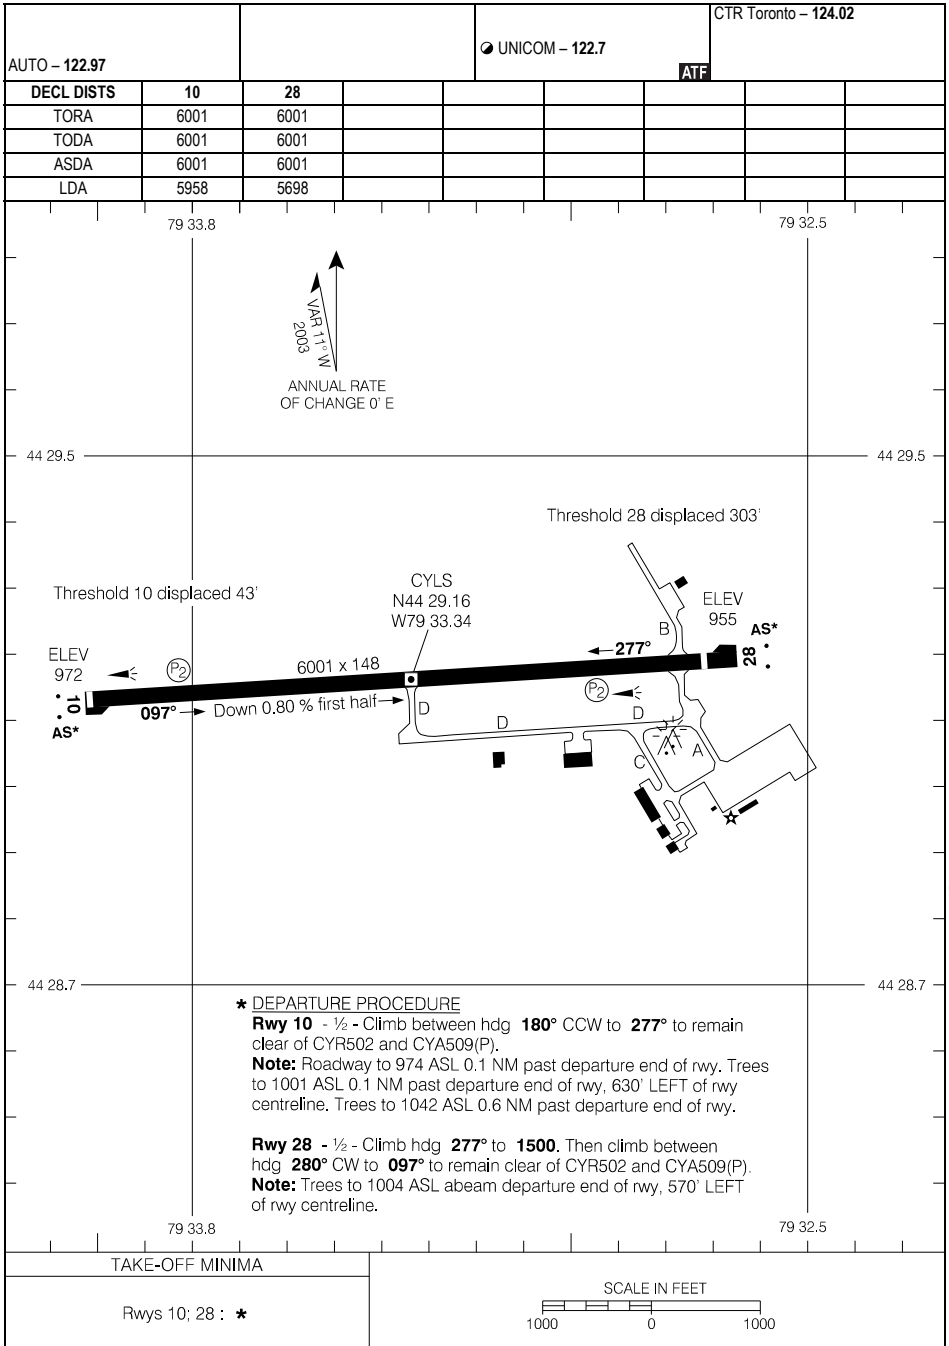 CTR Toronto – 124.02
UNICOM – 122.7
AUTO – 122.97
ATF
DECL DISTS 10 28
TORA 6001 6001
TODA 6001 6001
ASDA 6001 6001
LDA 5958 5698
79 33.8 79 32.5
VAR 11° W
2003
ANNUAL RATE
OF CHANGE 0' E
44 29.5 44 29.5
Threshold 28 displaced 303'
Threshold 10 displaced 43'
CYLS
N44 29.16
W79 33.34
ELEV
955
B
AS*
277°
28
ELEV
972
P2
6001 x 148
10
097°
Down 0.80 % first half
P2
AS*
D
D
D
C
A
44 28.7 44 28.7
* DEPARTURE PROCEDURE
Rwy 10 - ½ - Climb between hdg 180° CCW to 277° to remain
clear of CYR502 and CYA509(P).
Note: Roadway to 974 ASL 0.1 NM past departure end of rwy. Trees
to 1001 ASL 0.1 NM past departure end of rwy, 630' LEFT of rwy
centreline. Trees to 1042 ASL 0.6 NM past departure end of rwy.
Rwy 28 - ½ - Climb hdg 277° to 1500. Then climb between
hdg 280° CW to 097° to remain clear of CYR502 and CYA509(P).
Note: Trees to 1004 ASL abeam departure end of rwy, 570' LEFT
of rwy centreline.
79 33.8 79 32.5
TAKE-OFF MINIMA
Rwys 10; 28 : *
SCALE IN FEET
1000 0 1000